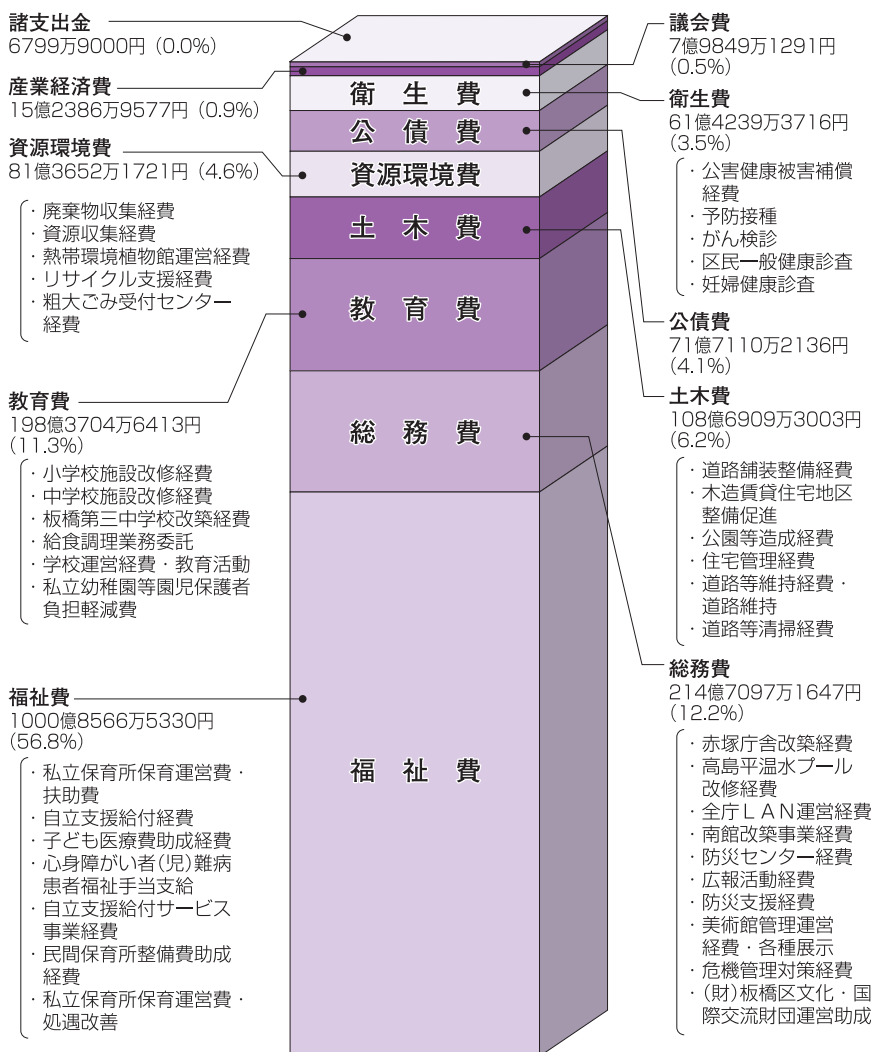 諸支出金
6799万9000円 (0.0%)
産業経済費
15億2386万9577円 (0.9%)
資源環境費
81億3652万1721円 (4.6%)
・廃棄物収集経費
・資源収集経費
・熱帯環境植物館運営経費
・リサイクル支援経費
・粗大ごみ受付センター
経費
教育費
198億3704万6413円
(11.3%)
・小学校施設改修経費
・中学校施設改修経費
・板橋第三中学校改築経費
・給食調理業務委託
・学校運営経費・教育活動
・私立幼稚園等園児保護者
負担軽減費
福祉費
1000億8566万5330円
(56.8%)
・私立保育所保育運営費・
扶助費
・自立支援給付経費
・子ども医療費助成経費
・心身障がい者(児)難病
患者福祉手当支給
・自立支援給付サービス
事業経費
・民間保育所整備費助成
経費
・私立保育所保育運営費・
処遇改善
衛生費
公債費
資源環境費
土木費
教育費
総務費
福祉費
議会費
7億9849万1291円
(0.5%)
衛生費
61億4239万3716円
(3.5%)
・公害健康被害補償
経費
・予防接種
・がん検診
・区民一般健康診査
・妊婦健康診査
公債費
71億7110万2136円
(4.1%)
土木費
108億6909万3003円
(6.2%)
・道路舗装整備経費
・木造賃貸住宅地区
整備促進
・公園等造成経費
・住宅管理経費
・道路等維持経費・
道路維持
・道路等清掃経費
総務費
214億7097万1647円
(12.2%)
・赤塚庁舎改築経費
・高島平温水プール
改修経費
・全庁ＬＡＮ運営経費
・南館改築事業経費
・防災センター経費
・広報活動経費
・防災支援経費
・美術館管理運営
経費・各種展示
・危機管理対策経費
・(財)板橋区文化・国
際交流財団運営助成